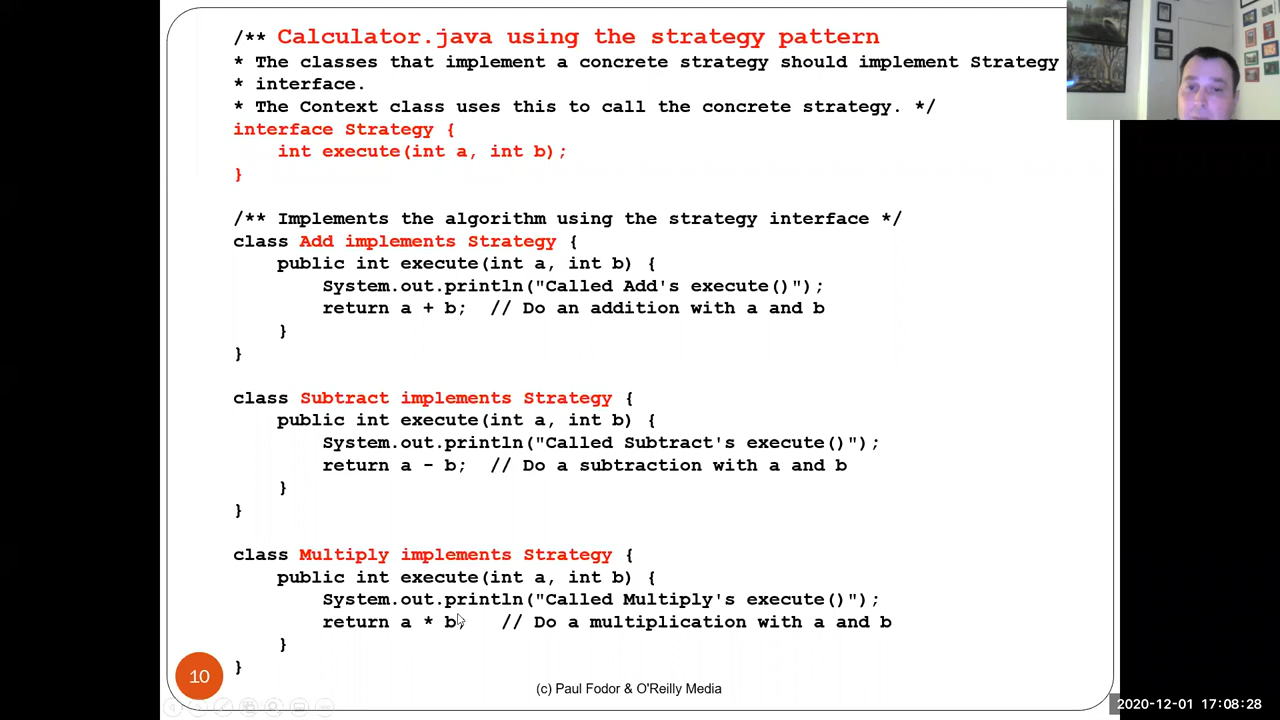 /** Calculator.java using the strategy pattern
* The classes that implement a concrete strategy should implement Strategy
* interface.
* The Context class uses this to call the concrete strategy. */
interface Strategy {
    int execute(int a, int b);
}
/** Implements the algorithm using the strategy interface */
class Add implements Strategy {
    public int execute(int a, int b) {
        System.out.println("Called Add's execute()");
        return a + b;  // Do an addition with a and b
    }
}
class Subtract implements Strategy {
    public int execute(int a, int b) {
        System.out.println("Called Subtract's execute()");
        return a - b;  // Do a subtraction with a and b
    }
}
class Multiply implements Strategy {
    public int execute(int a, int b) {
        System.out.println("Called Multiply's execute()");
        return a * b;   // Do a multiplication with a and b
    }
}
10
(c) Paul Fodor & O'Reilly Media
2020-12-01 17:08:28